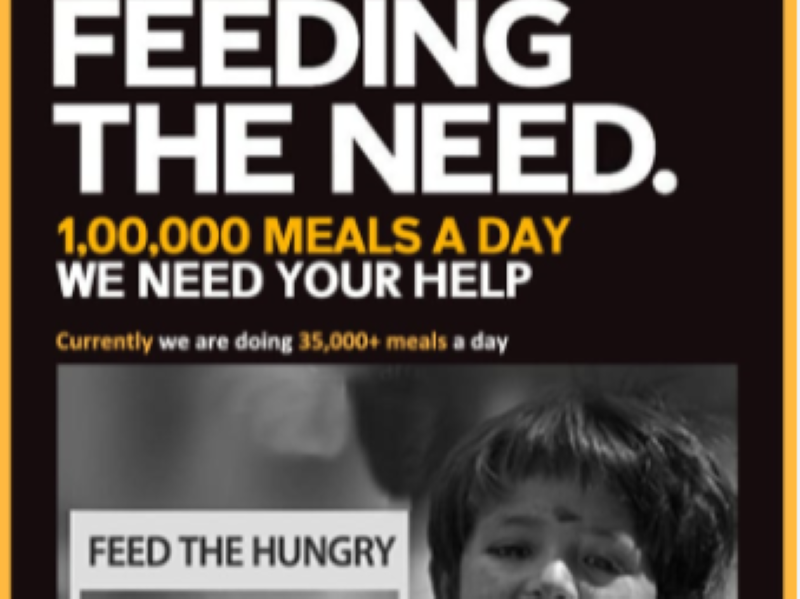 FEEDING
THE NEED.
1,00,000 MEALS A DAY
WE NEED YOUR HELP
Currently we are doing 35,000+ meals a day
FEED THE HUNGRY